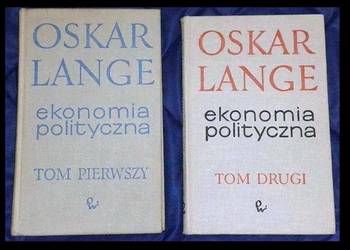 OSKAR
LANGE
ekonomia
polityczna
TOM PIERWSZY
OSKAR
LANGE
ekonomia
polityczna
TOM DRUGI